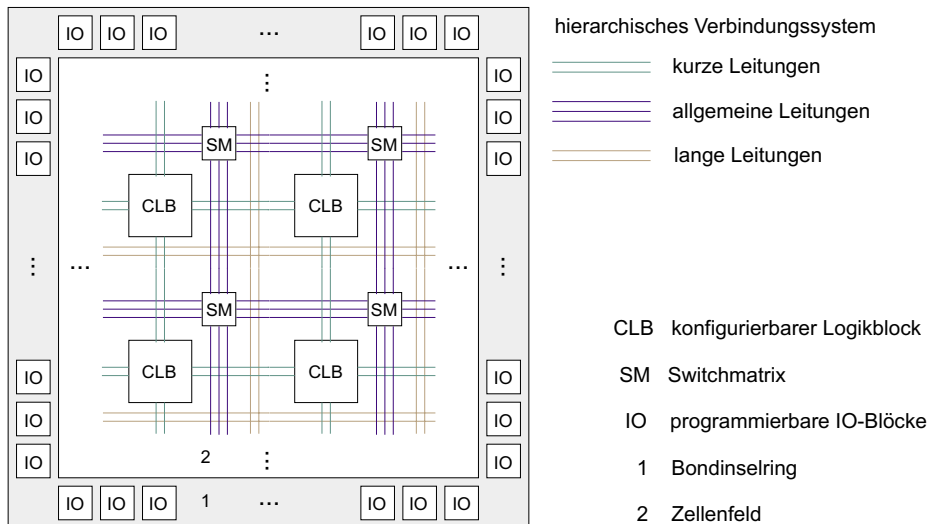 IO IO IO ... IO IO IO
IO IO
IO IO
IO IO
...
SM SM
CLB CLB
... ... ... ...
SM SM
CLB CLB
IO IO
IO IO
IO IO
2 ...
IO IO IO 1 ... IO IO IO
hierarchisches Verbindungssystem
kurze Leitungen
allgemeine Leitungen
lange Leitungen
CLB konfigurierbarer Logikblock
SM Switchmatrix
IO programmierbare IO-Blöcke
1 Bondinselring
2 Zellenfeld